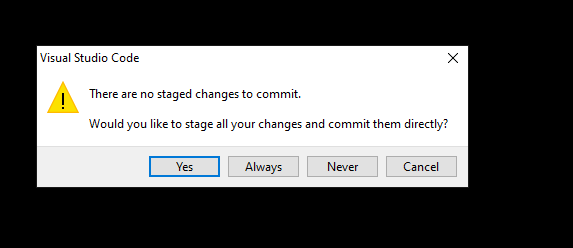 Visual Studio Code
There are no staged changes to commit.
Would you like to stage all your changes and commit them directly?
Yes
Always
Never
Cancel